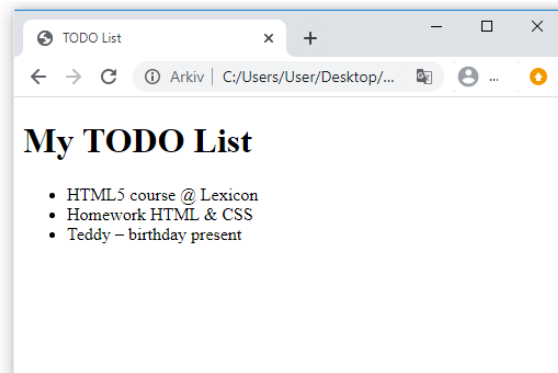 TODO List
Arkiv
C:/Users/User/Desktop/...
...
My TODO List
• HTML5 course @ Lexicon
• Homework HTML & CSS
• Teddy – birthday present